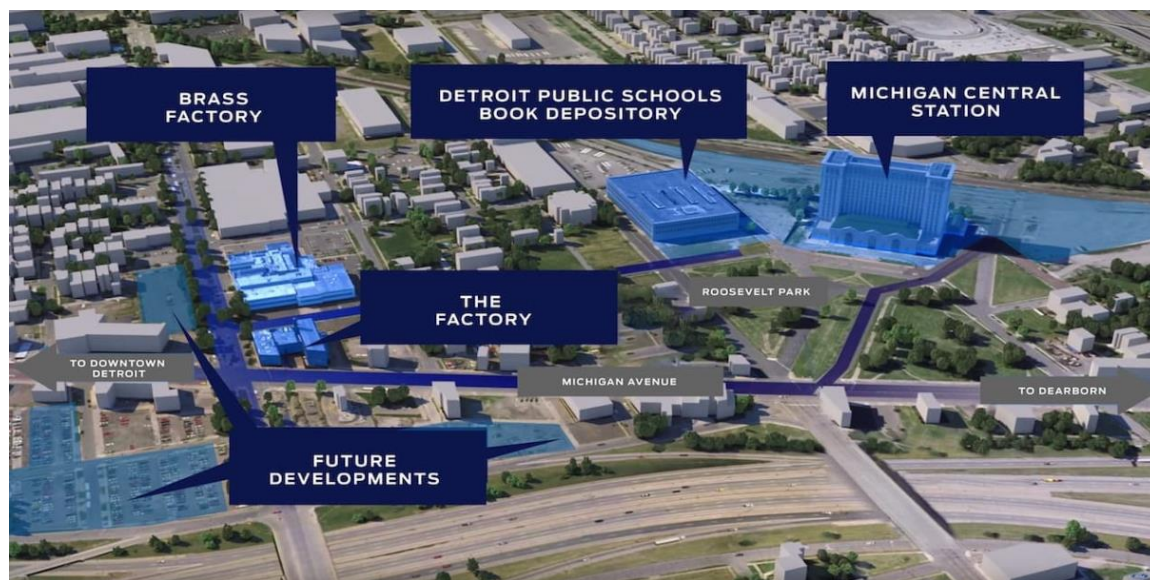 BRASS
FACTORY
DETROIT PUBLIC SCHOOLS
BOOK DEPOSITORY
MICHIGAN CENTRAL
STATION
THE
FACTORY
ROOSEVELT PARK
TO DOWNTOWN
DETROIT
MICHIGAN AVENUE
TO DEARBORN
FUTURE
DEVELOPMENTS